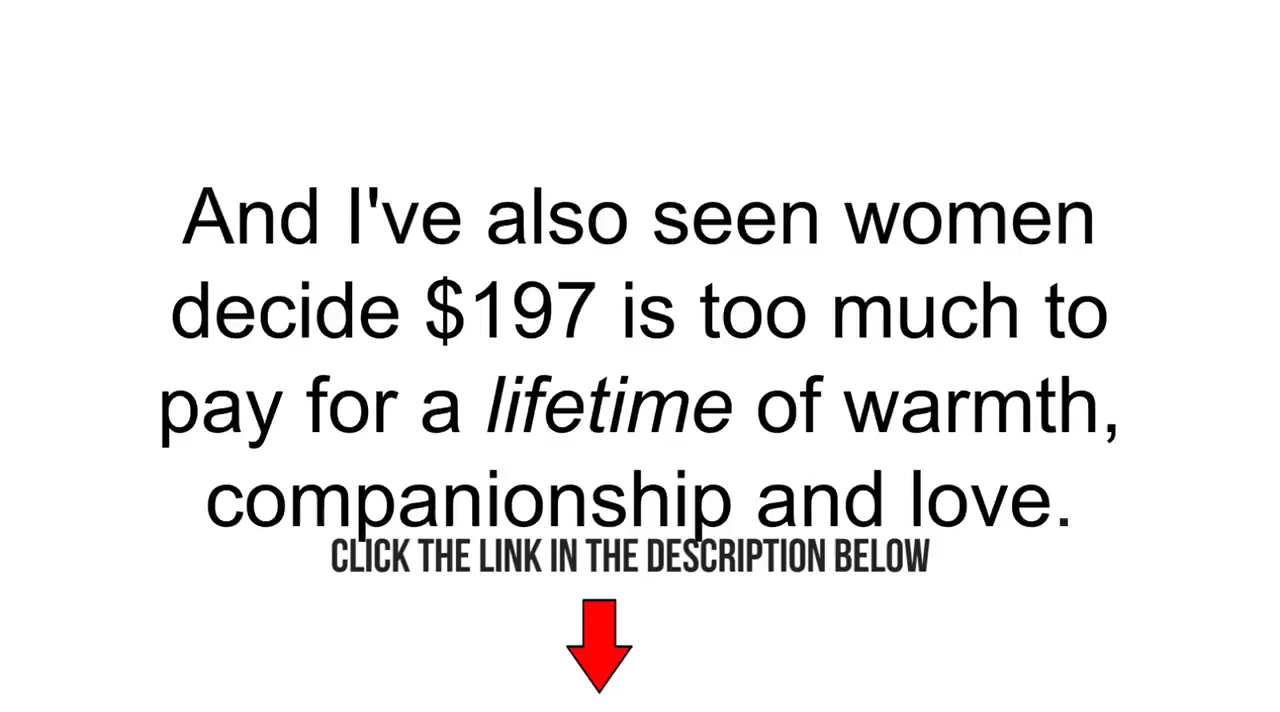 And I've also seen women
decide $197 is too much to
pay for a lifetime of warmth,
companionship and love.
CLICK THE LINK IN THE DESCRIPTION BELOW